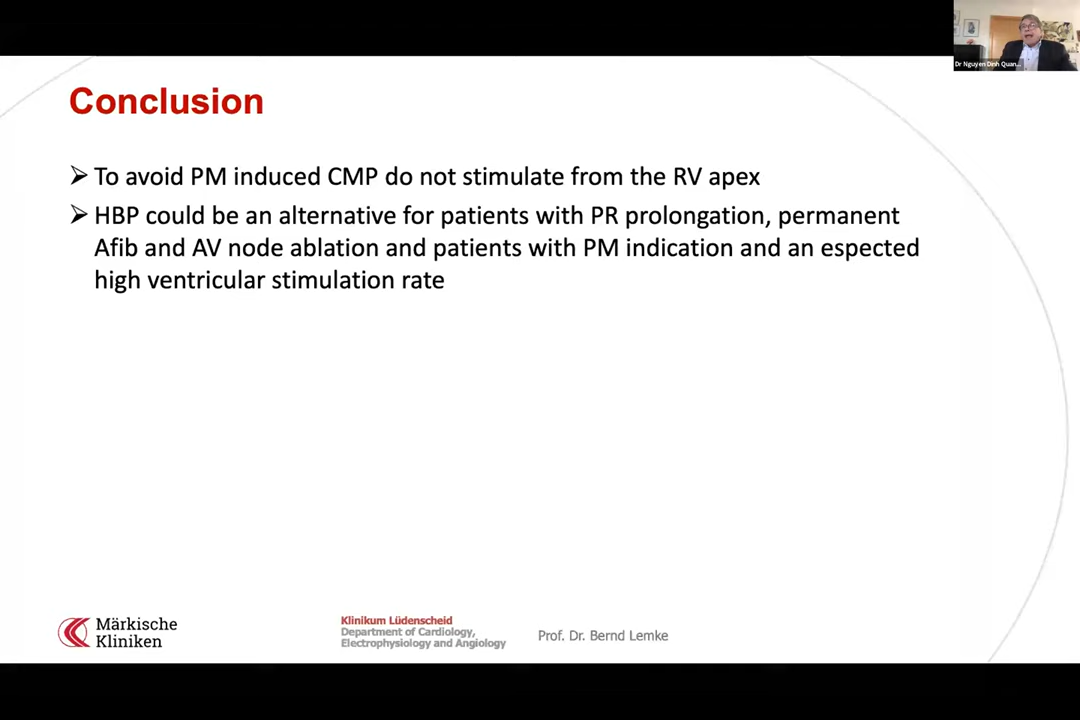 Dr Nguyen Dinh Quan...
Conclusion
➢ To avoid PM induced CMP do not stimulate from the RV apex
➢ HBP could be an alternative for patients with PR prolongation, permanent
Afib and AV node ablation and patients with PM indication and an espected
high ventricular stimulation rate
Märkische
Kliniken
Klinikum Lüdenscheid
Department of Cardiology,
Electrophysiology and Angiology
Prof. Dr. Bernd Lemke